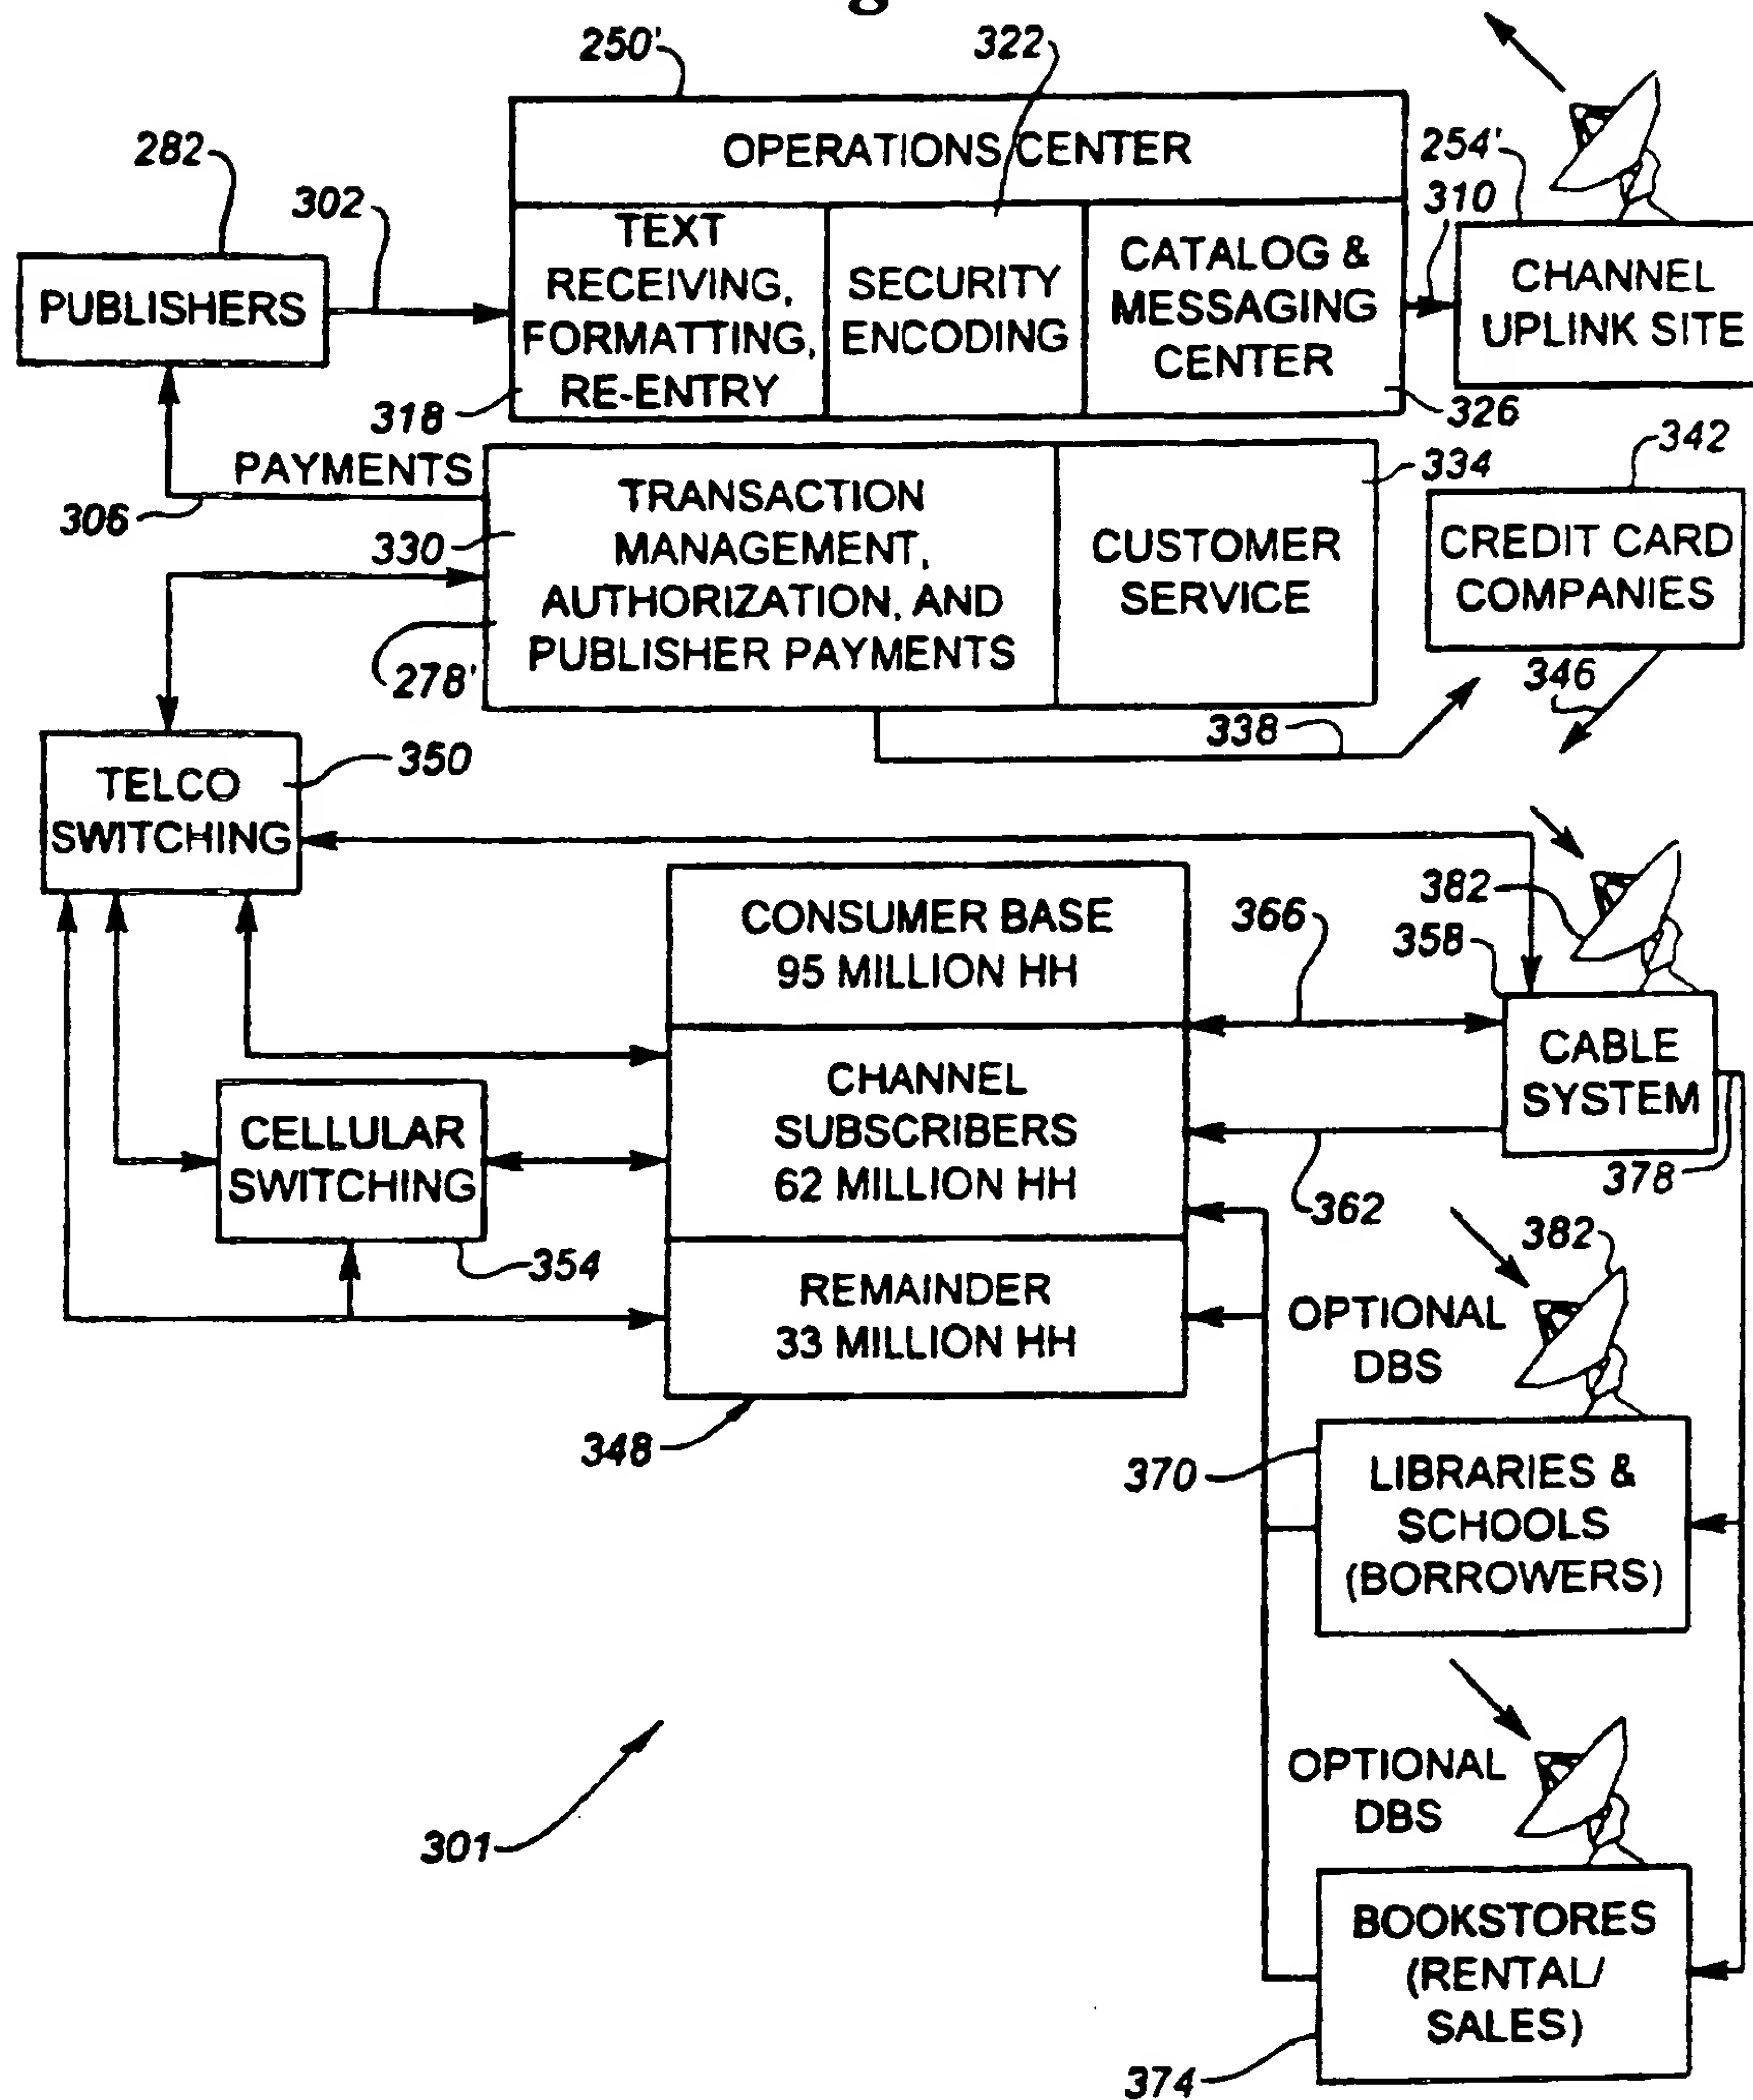 g
250'
322
OPERATIONS CENTER
282
302
254'
310
PUBLISHERS
TEXT
RECEIVING,
FORMATTING,
RE-ENTRY
SECURITY
ENCODING
CATALOG &
MESSAGING
CENTER
CHANNEL
UPLINK SITE
318
326
PAYMENTS
306
330
TRANSACTION
MANAGEMENT,
AUTHORIZATION, AND
PUBLISHER PAYMENTS
CUSTOMER
SERVICE
334
342
CREDIT CARD
COMPANIES
278'
346
338
TELCO
SWITCHING
350
CONSUMER BASE
95 MILLION HH
366
382
358
CHANNEL
SUBSCRIBERS
62 MILLION HH
CABLE
SYSTEM
CELLULAR
SWITCHING
354
362
378
REMAINDER
33 MILLION HH
382
OPTIONAL
DBS
348
370
LIBRARIES &
SCHOOLS
(BORROWERS)
301
OPTIONAL
DBS
BOOKSTORES
(RENTAL/
SALES)
374